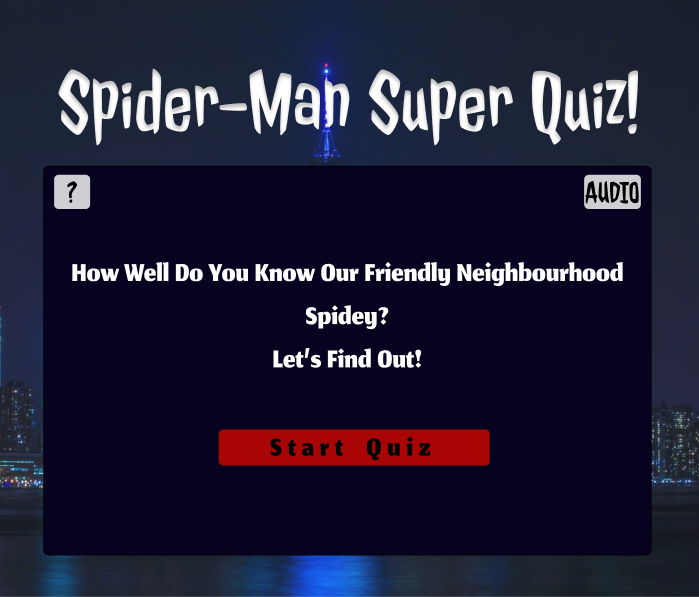 Spider-Man Super Quiz!
?
AUDIO
How Well Do You Know Our Friendly Neighbourhood
Spidey?
Let's Find Out!
Start Quiz